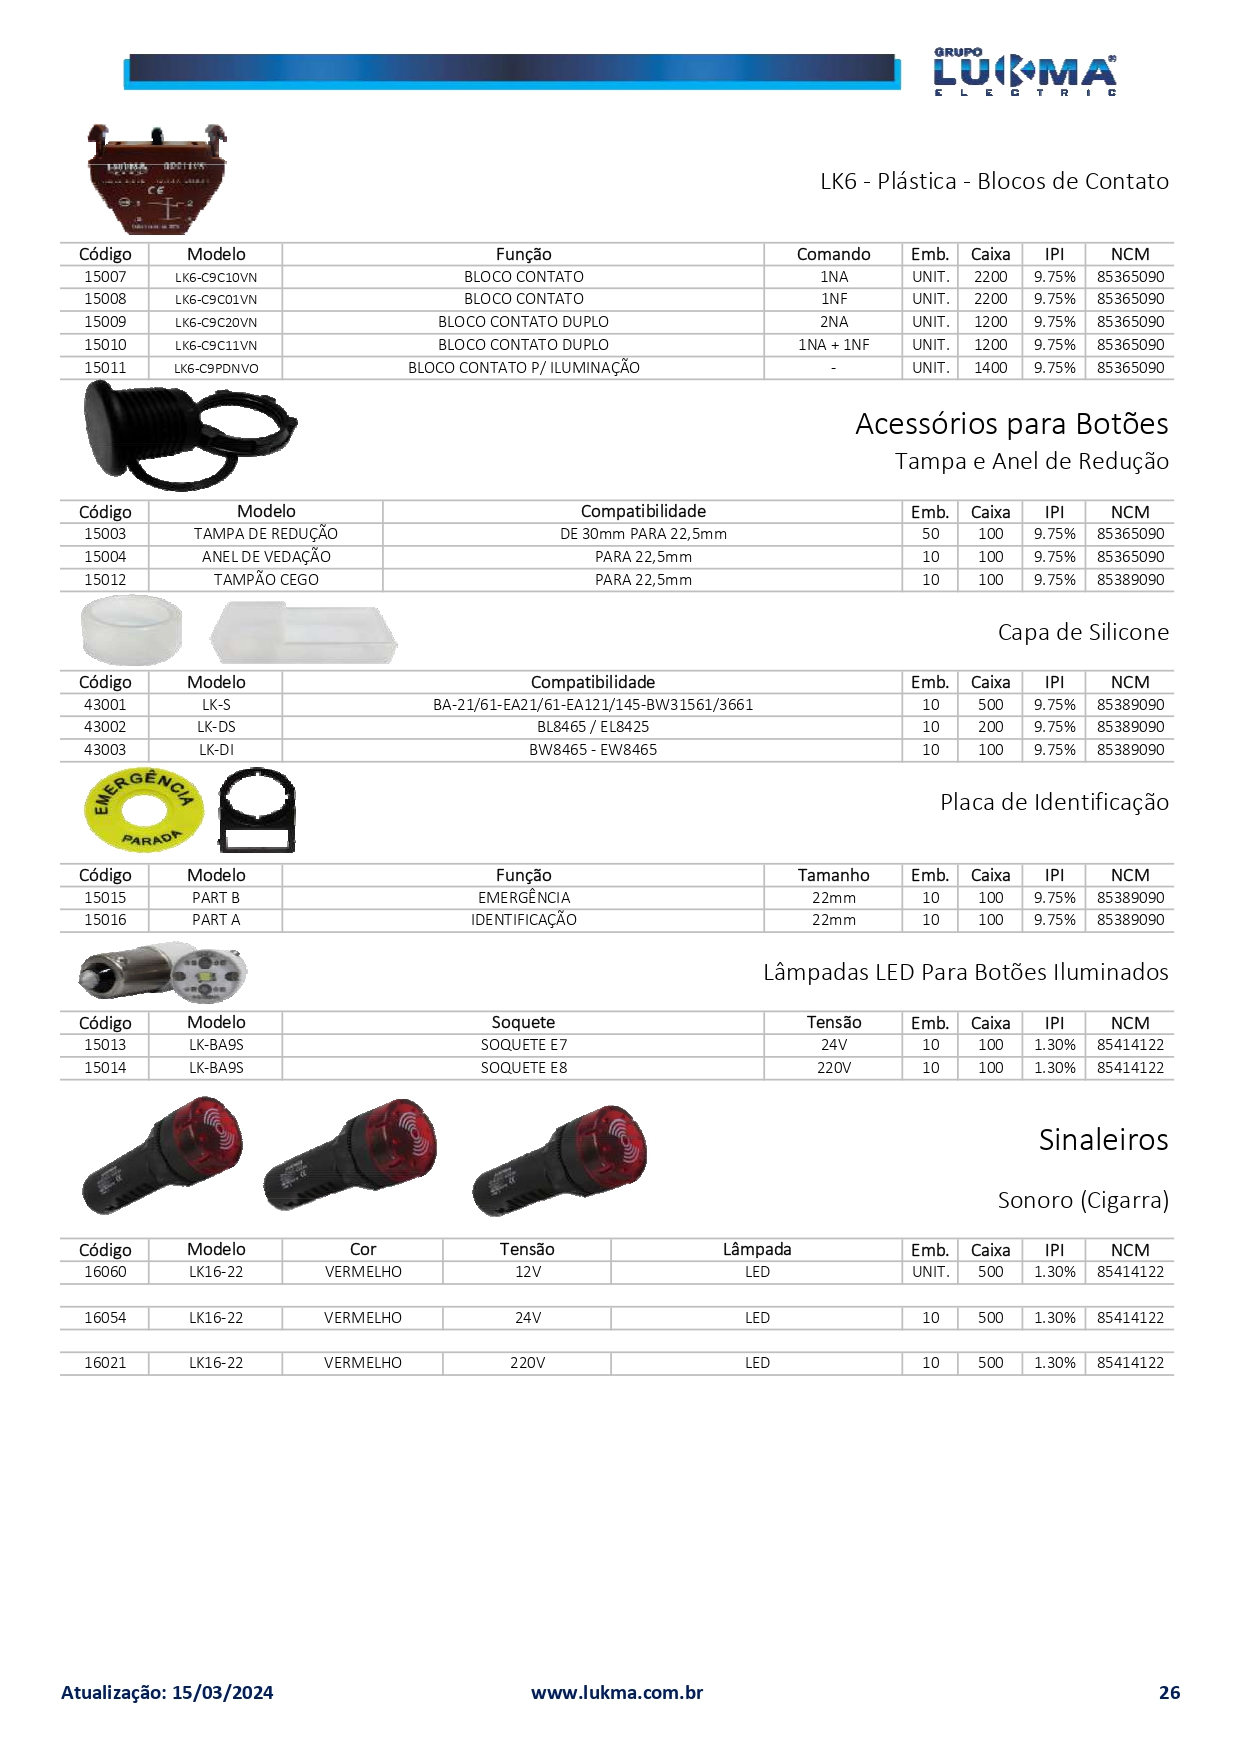 GRUPO
LUKMA
ELECTRIC
LK6 - Plástica - Blocos de Contato
Código Modelo Função Comando Emb. Caixa IPI NCM
15007 LK6-C9C10VN BLOCO CONTATO 1NA UNIT. 2200 9.75% 85365090
15008 LK6-C9C01VN BLOCO CONTATO 1NF UNIT. 2200 9.75% 85365090
15009 LK6-C9C20VN BLOCO CONTATO DUPLO 2NA UNIT. 1200 9.75% 85365090
15010 LK6-C9C11VN BLOCO CONTATO DUPLO 1NA + 1NF UNIT. 1200 9.75% 85365090
15011 LK6-C9PDNVO BLOCO CONTATO P/ ILUMINAÇÃO - UNIT. 1400 9.75% 85365090
Acessórios para Botões
Tampa e Anel de Redução
Código Modelo Compatibilidade Emb. Caixa IPI NCM
15003 TAMPA DE REDUÇÃO DE 30mm PARA 22,5mm 50 100 9.75% 85365090
15004 ANEL DE VEDAÇÃO PARA 22,5mm 10 100 9.75% 85365090
15012 TAMPÃO CEGO PARA 22,5mm 10 100 9.75% 85389090
Capa de Silicone
Código Modelo Compatibilidade Emb. Caixa IPI NCM
43001 LK-S BA-21/61-EA21/61-EA121/145-BW31561/3661 10 500 9.75% 85389090
43002 LK-DS BL8465 / EL8425 10 200 9.75% 85389090
43003 LK-DI BW8465 - EW8465 10 100 9.75% 85389090
EMERGÊNCIA
PARADA
Placa de Identificação
Código Modelo Função Tamanho Emb. Caixa IPI NCM
15015 PART B EMERGÊNCIA 22mm 10 100 9.75% 85389090
15016 PART A IDENTIFICAÇÃO 22mm 10 100 9.75% 85389090
Lâmpadas LED Para Botões Iluminados
Código Modelo Soquete Tensão Emb. Caixa IPI NCM
15013 LK-BA9S SOQUETE E7 24V 10 100 1.30% 85414122
15014 LK-BA9S SOQUETE E8 220V 10 100 1.30% 85414122
Sinaleiros
Sonoro (Cigarra)
Código Modelo Cor Tensão Lâmpada Emb. Caixa IPI NCM
16060 LK16-22 VERMELHO 12V LED UNIT. 500 1.30% 85414122
16054 LK16-22 VERMELHO 24V LED 10 500 1.30% 85414122
16021 LK16-22 VERMELHO 220V LED 10 500 1.30% 85414122
Atualização: 15/03/2024 www.lukma.com.br 26